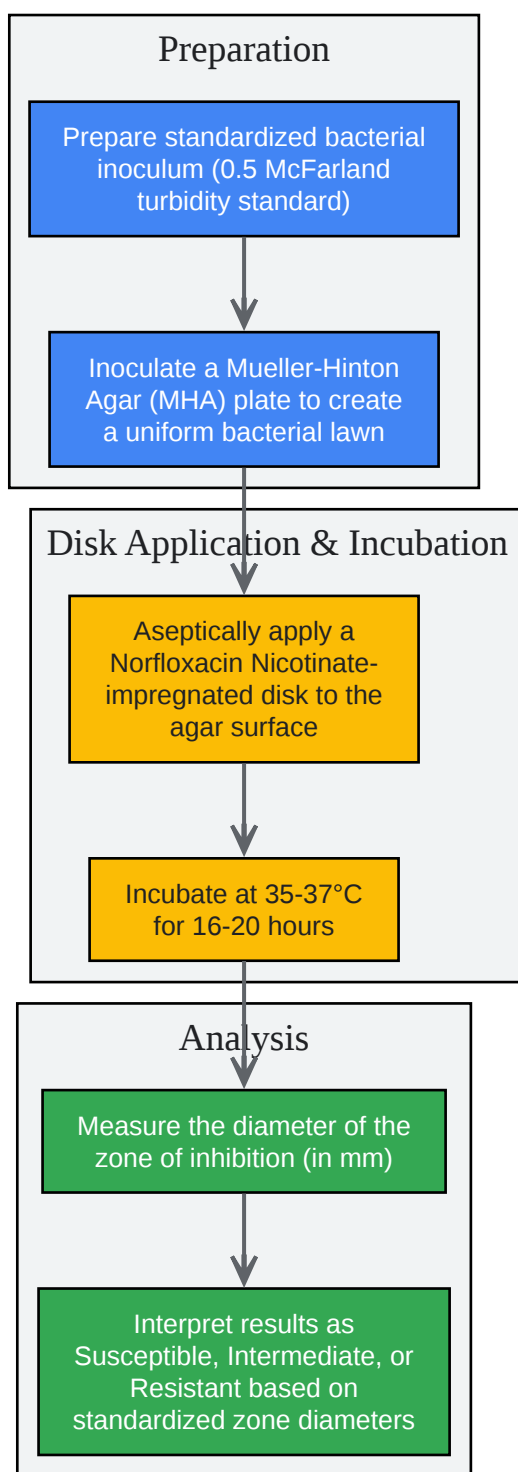 Preparation
Prepare standardized bacterial
inoculum (0.5 McFarland
turbidity standard)
Inoculate a Mueller-Hinton
Agar (MHA) plate to create
a uniform bacterial lawn
Disk Application & Incubation
Aseptically apply a
Norfloxacin Nicotinate-
impregnated disk to the
agar surface
Incubate at 35-37°C
for 16-20 hours
Analysis
Measure the diameter of the
zone of inhibition (in mm)
Interpret results as
Susceptible, Intermediate, or
Resistant based on
standardized zone diameters